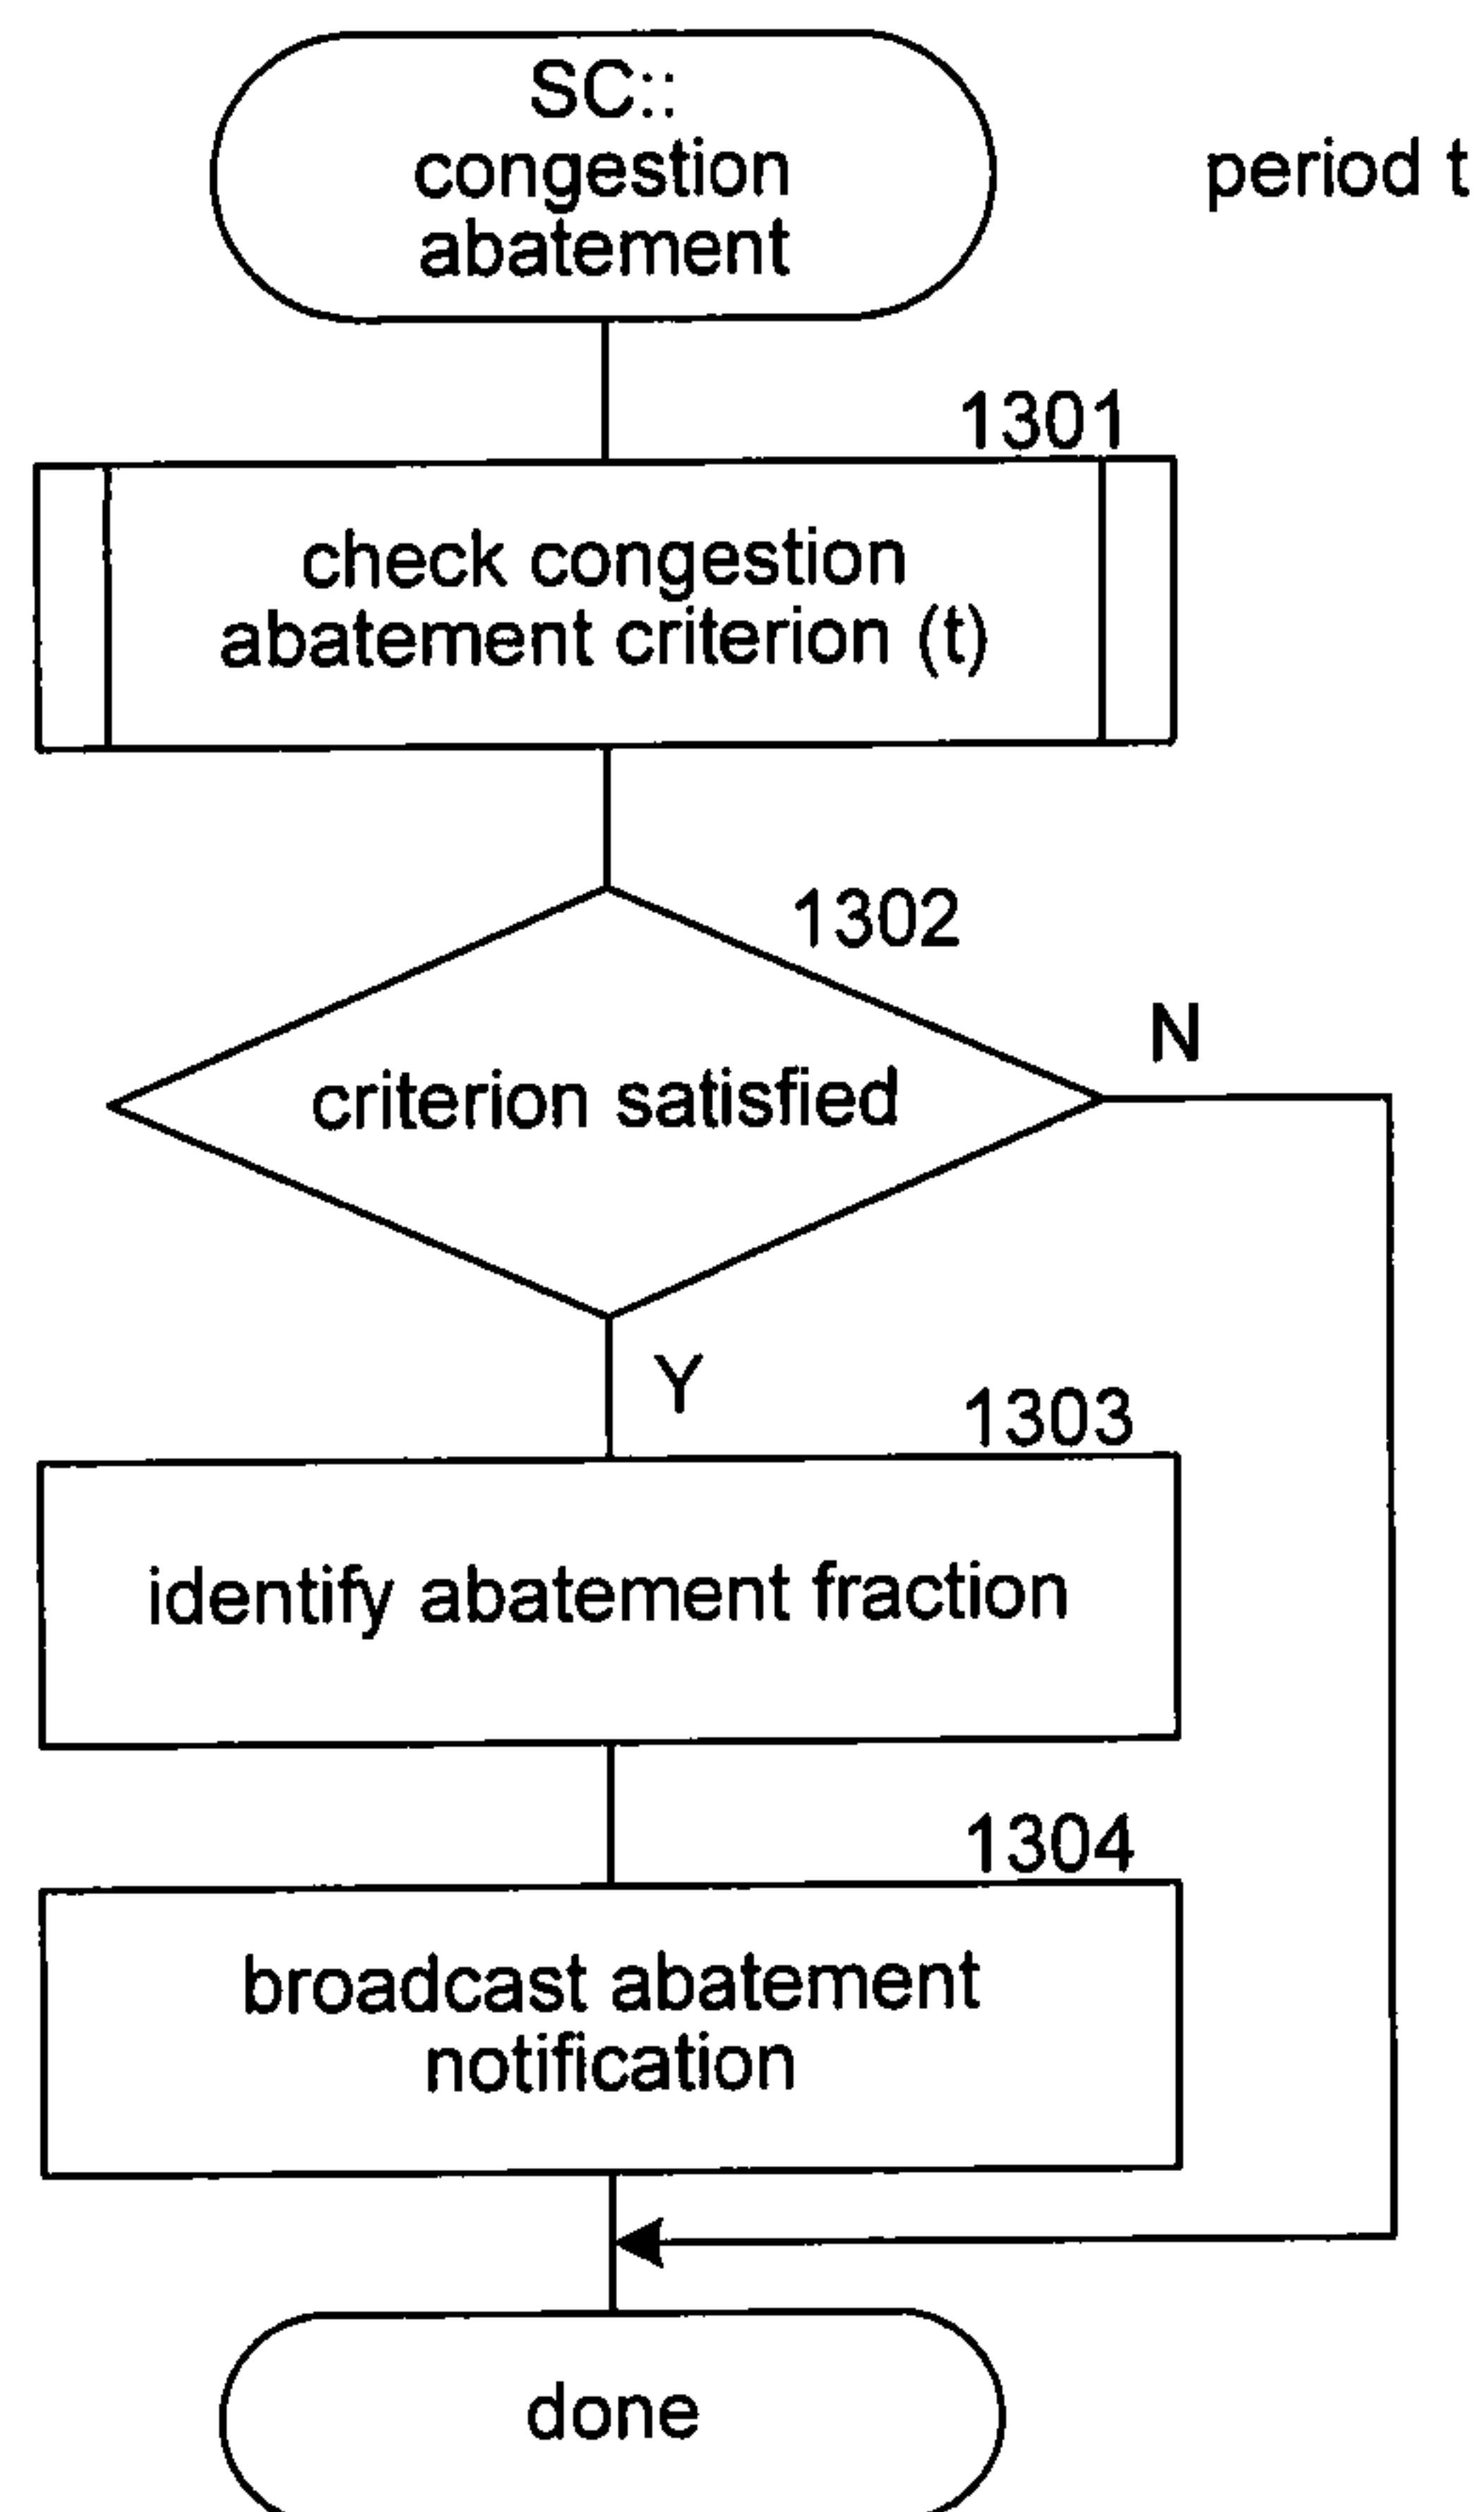 SC::
congestion
abatement
period t
1301
check congestion
abatement criterion (t)
1302
criterion satisfied
N
Y
1303
identify abatement fraction
1304
broadcast abatement
notification
done